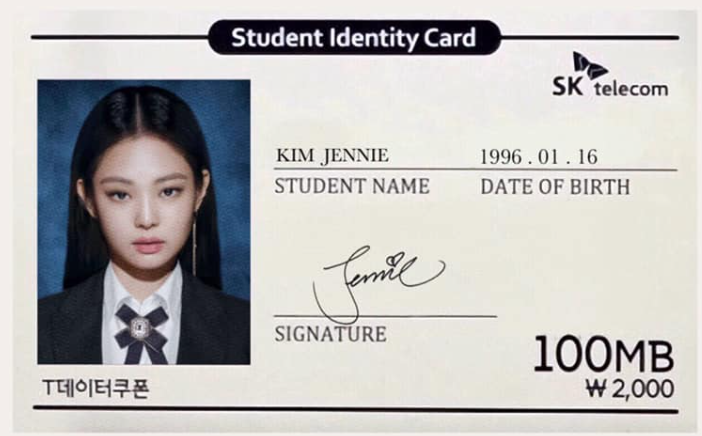 Student Identity Card
SK telecom
KIM JENNIE 1996 . 01 . 16
STUDENT NAME DATE OF BIRTH
Jennie
SIGNATURE
100MB
₩ 2,000
T데이터쿠폰